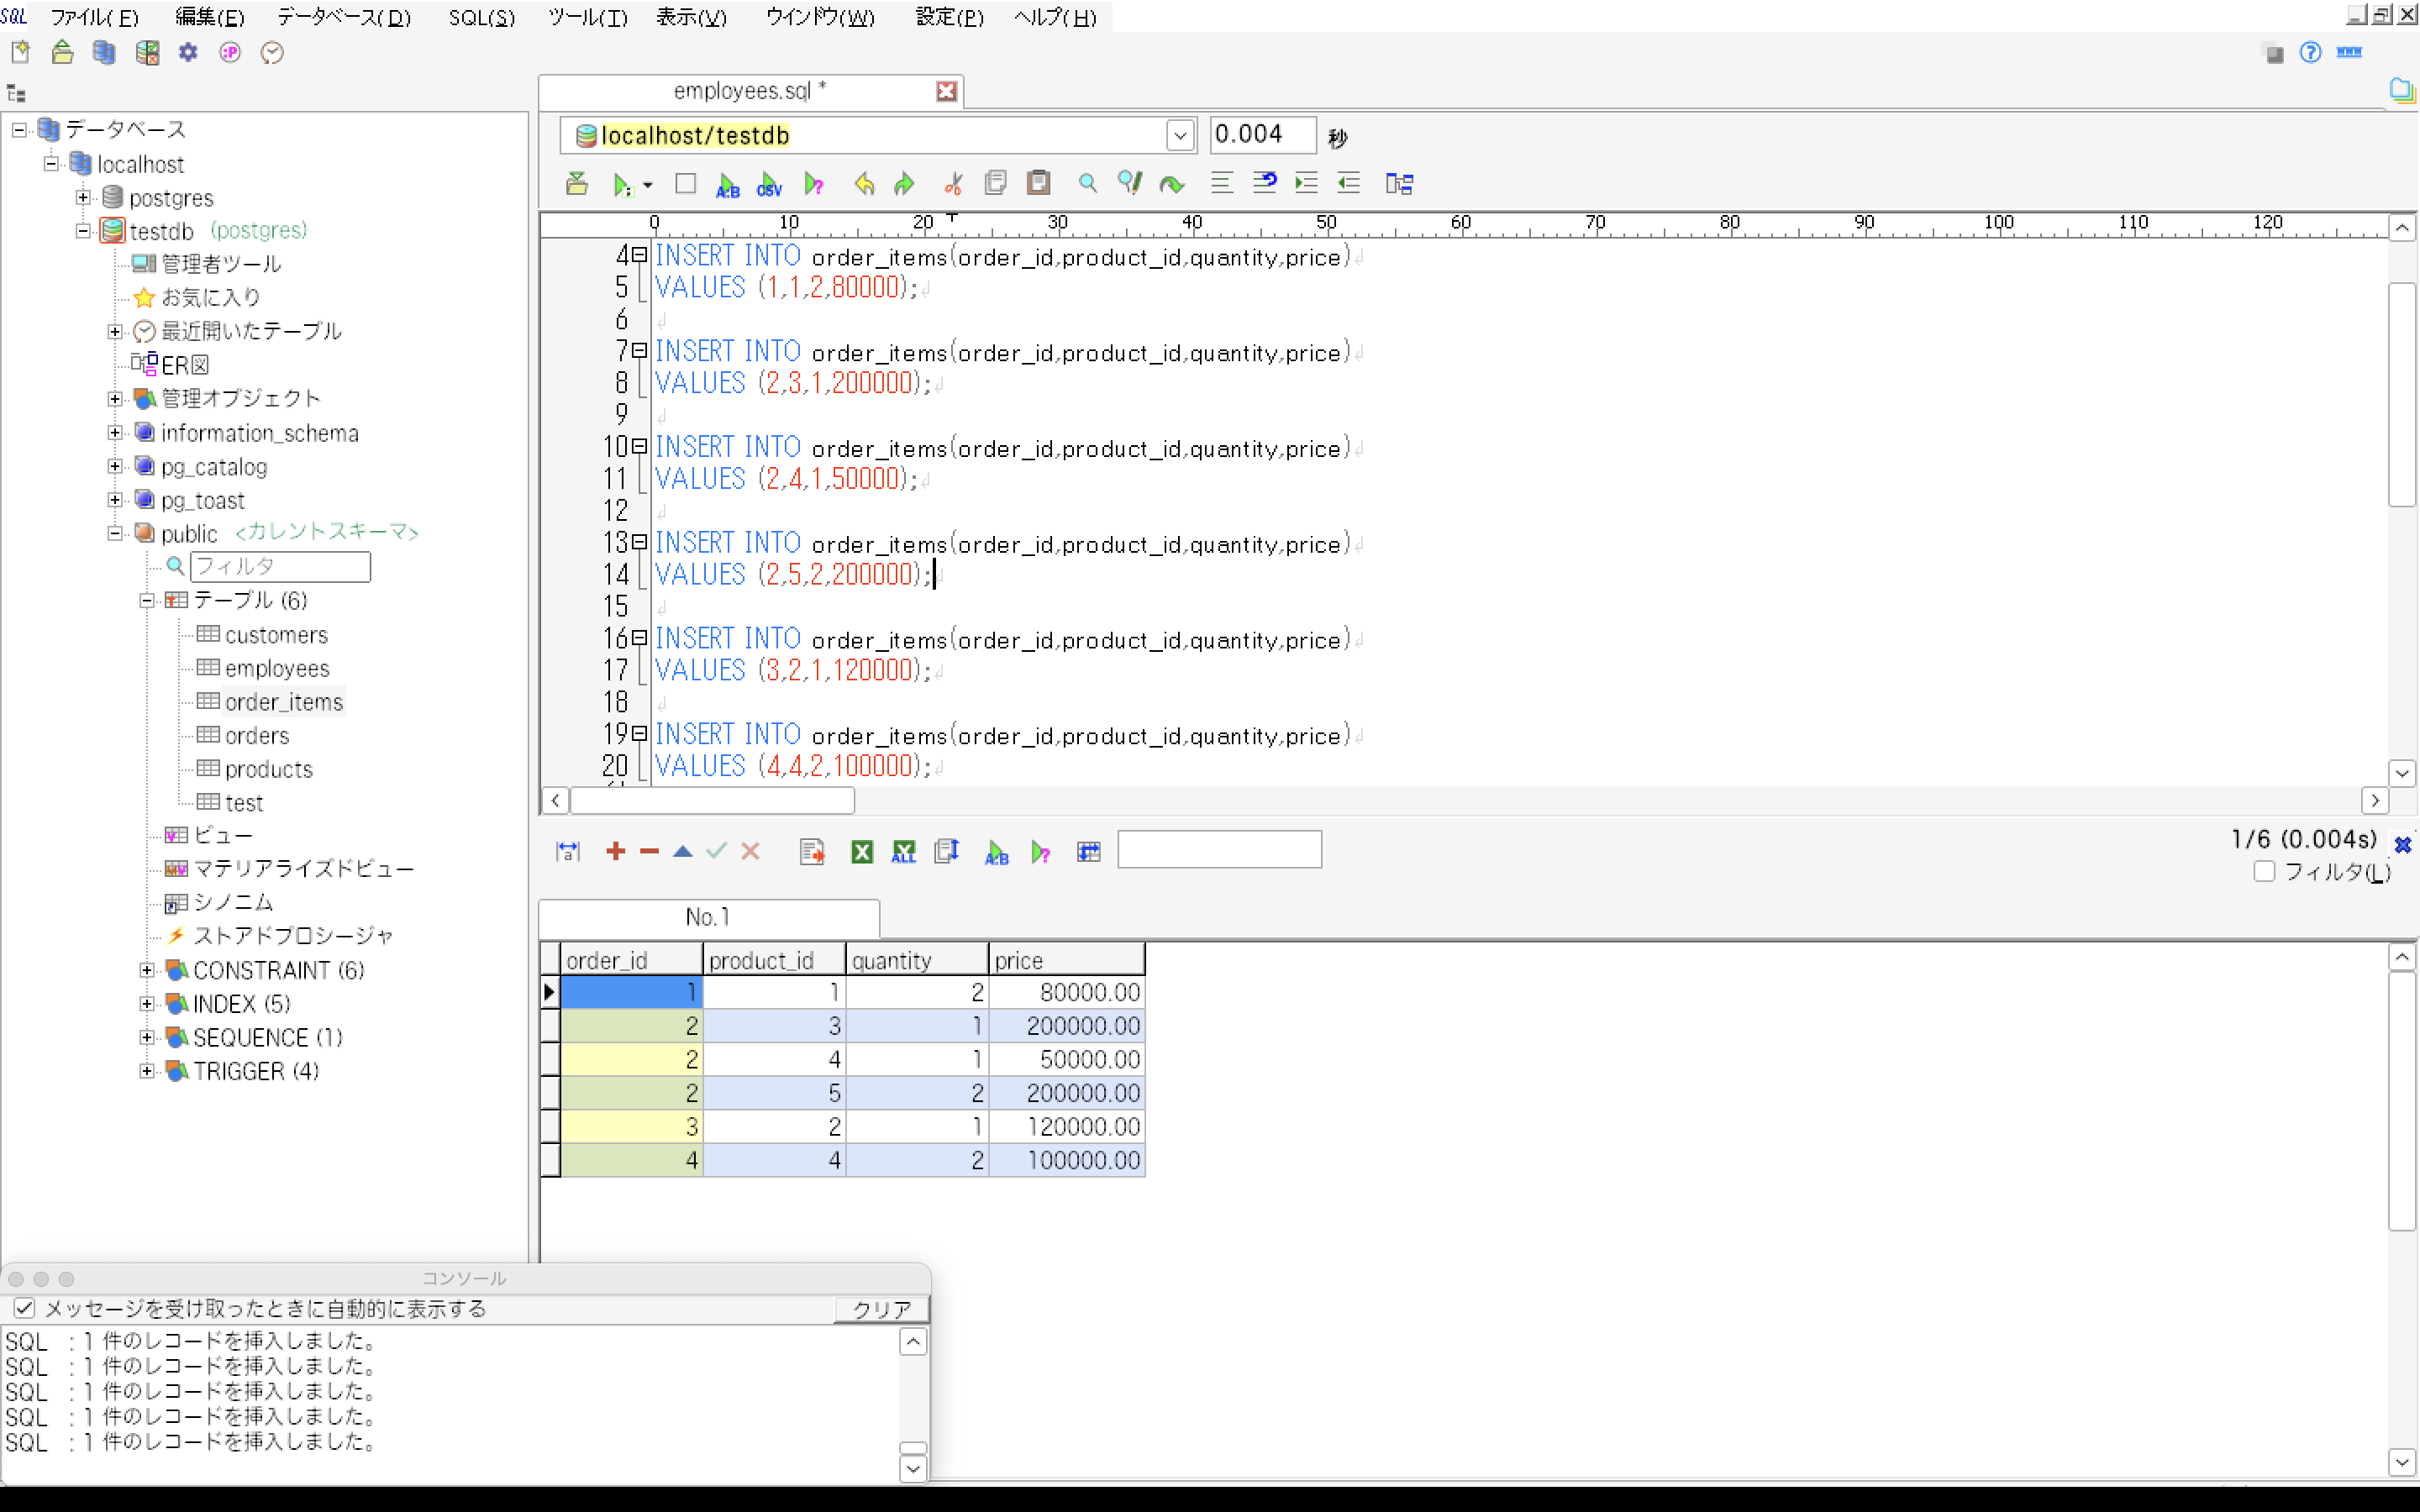 SQL ファイル(F) 編集(E) データベース(D) SQL(S) ツール(T) 表示(V) ウインドウ(W) 設定(P) ヘルプ(H)
データベース
localhost
postgres
testdb (postgres)
管理者ツール
お気に入り
最近開いたテーブル
ER図
管理オブジェクト
information_schema
pg_catalog
pg_toast
public <カレントスキーマ>
フィルタ
テーブル (6)
customers
employees
order_items
orders
products
test
ビュー
マテリアライズドビュー
シノニム
ストアドプロシージャ
CONSTRAINT (6)
INDEX (5)
SEQUENCE (1)
TRIGGER (4)
employees.sql *
localhost/testdb 0.004 秒
A:B CSV
0 10 20 30 40 50 60 70 80 90 100 110 120
4 INSERT INTO order_items(order_id,product_id,quantity,price)
5 VALUES (1,1,2,80000);
6
7 INSERT INTO order_items(order_id,product_id,quantity,price)
8 VALUES (2,3,1,200000);
9
10 INSERT INTO order_items(order_id,product_id,quantity,price)
11 VALUES (2,4,1,50000);
12
13 INSERT INTO order_items(order_id,product_id,quantity,price)
14 VALUES (2,5,2,200000);
15
16 INSERT INTO order_items(order_id,product_id,quantity,price)
17 VALUES (3,2,1,120000);
18
19 INSERT INTO order_items(order_id,product_id,quantity,price)
20 VALUES (4,4,2,100000);
ALL A:B
1/6 (0.004s)
フィルタ(L)
No.1
order_id product_id quantity price
1 1 2 80000.00
2 3 1 200000.00
2 4 1 50000.00
2 5 2 200000.00
3 2 1 120000.00
4 4 2 100000.00
コンソール
メッセージを受け取ったときに自動的に表示する クリア
SQL : 1 件のレコードを挿入しました。
SQL : 1 件のレコードを挿入しました。
SQL : 1 件のレコードを挿入しました。
SQL : 1 件のレコードを挿入しました。
SQL : 1 件のレコードを挿入しました。